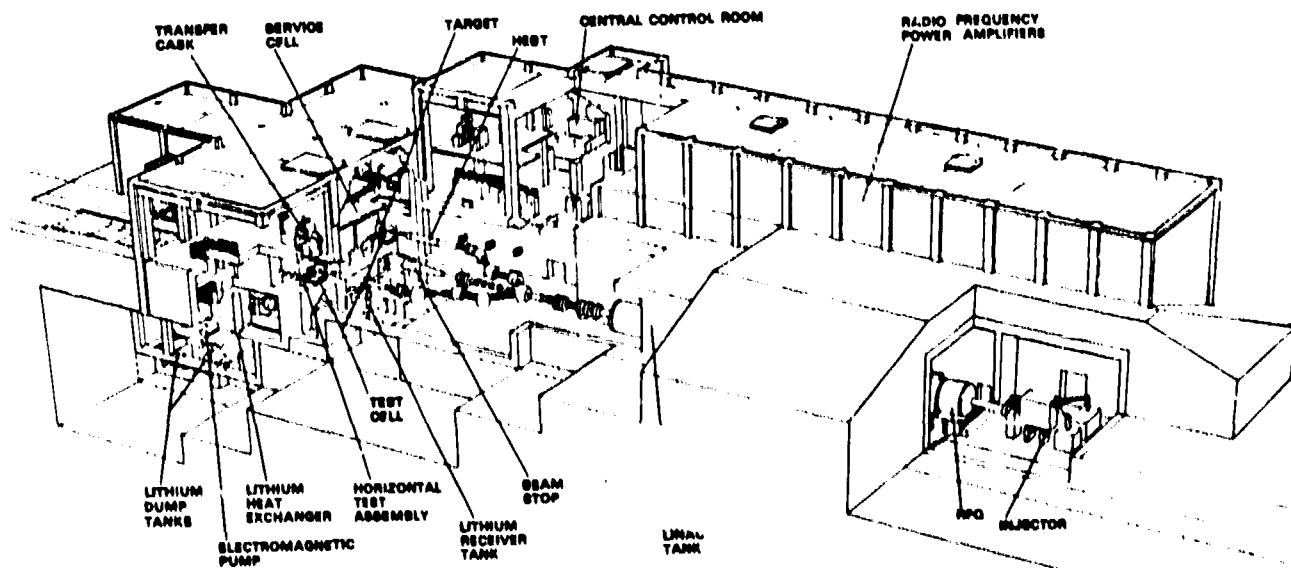 TRANSFER
CASK
SERVICE
CELL
TARGET
HEBT
CENTRAL CONTROL ROOM
RADIO FREQUENCY
POWER AMPLIFIERS
TEST
CELL
LITHIUM
DUMP
TANKS
ELECTROMAGNETIC
PUMP
LITHIUM
HEAT
EXCHANGER
HORIZONTAL
TEST
ASSEMBLY
LITHIUM
RECEIVER
TANK
BEAM
STOP
LINAC
TANK
RFQ
INJECTOR